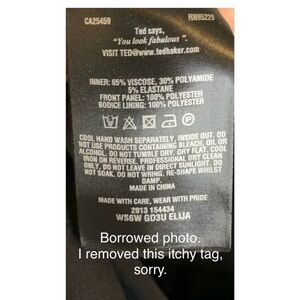 CA25459 RN95229
Ted says,
"You look fabulous".
VISIT TED@www.tedbaker.com
INNER: 65% VISCOSE, 30% POLYAMIDE
5% ELASTANE
FRONT PANEL: 100% POLYESTER
BODICE LINING: 100% POLYESTER
COOL HAND WASH SEPARATELY, INSIDE OUT. DO
NOT USE PRODUCTS CONTAINING BLEACH, OIL OR
ALCOHOL. DO NOT TUMBLE DRY. DRY FLAT. COOL
IRON ON REVERSE. PROFESSIONAL DRY CLEAN
ONLY. DO NOT LEAVE IN DIRECT SUNLIGHT. DO
NOT SOAK. DO NOT WRING. RE-SHAPE WHILST
DAMP.
MADE IN CHINA
MADE WITH CARE, WEAR WITH PRIDE
2013 154434
WS6W GD3U ELIJA
Borrowed photo.
I removed this itchy tag,
sorry.